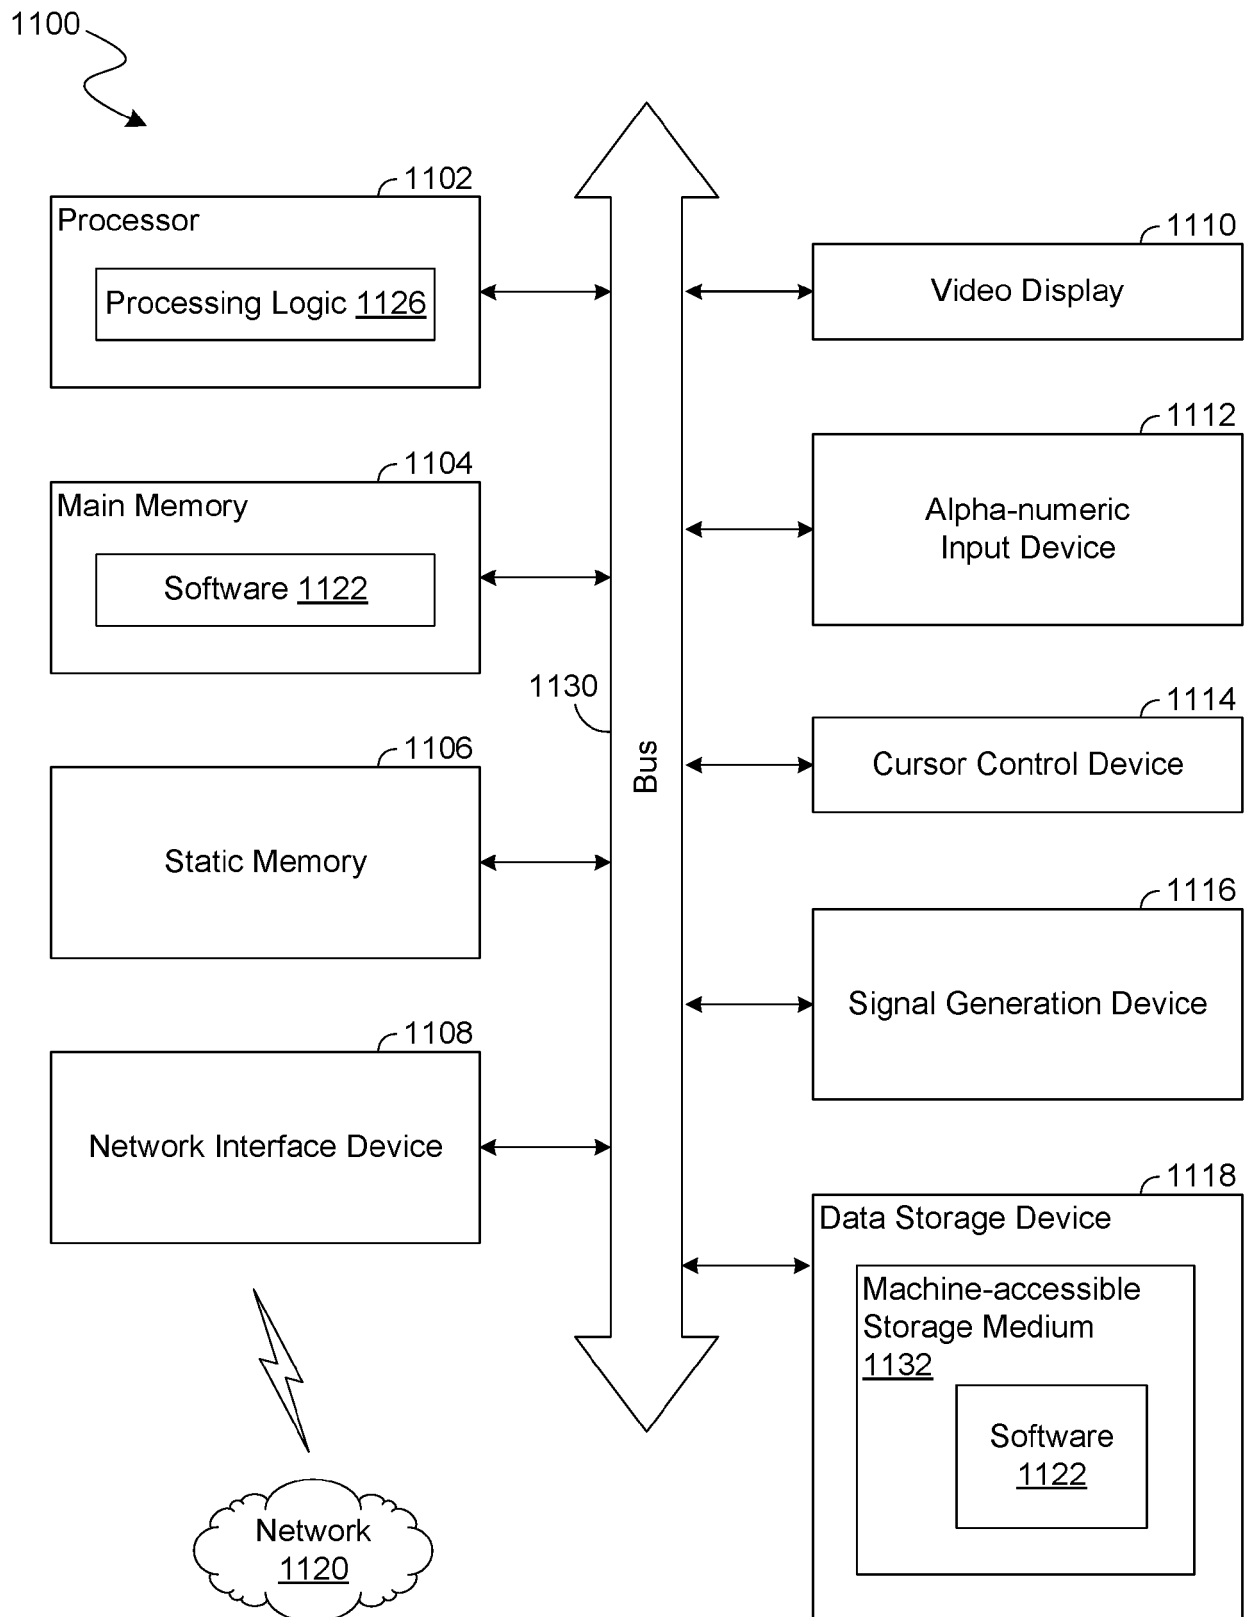 1100
1102
Processor
Processing Logic 1126
1104
Main Memory
Software 1122
1106
Static Memory
1108
Network Interface Device
Network
1120
1130
Bus
1110
Video Display
1112
Alpha-numeric
Input Device
1114
Cursor Control Device
1116
Signal Generation Device
1118
Data Storage Device
Machine-accessible
Storage Medium
1132
Software
1122